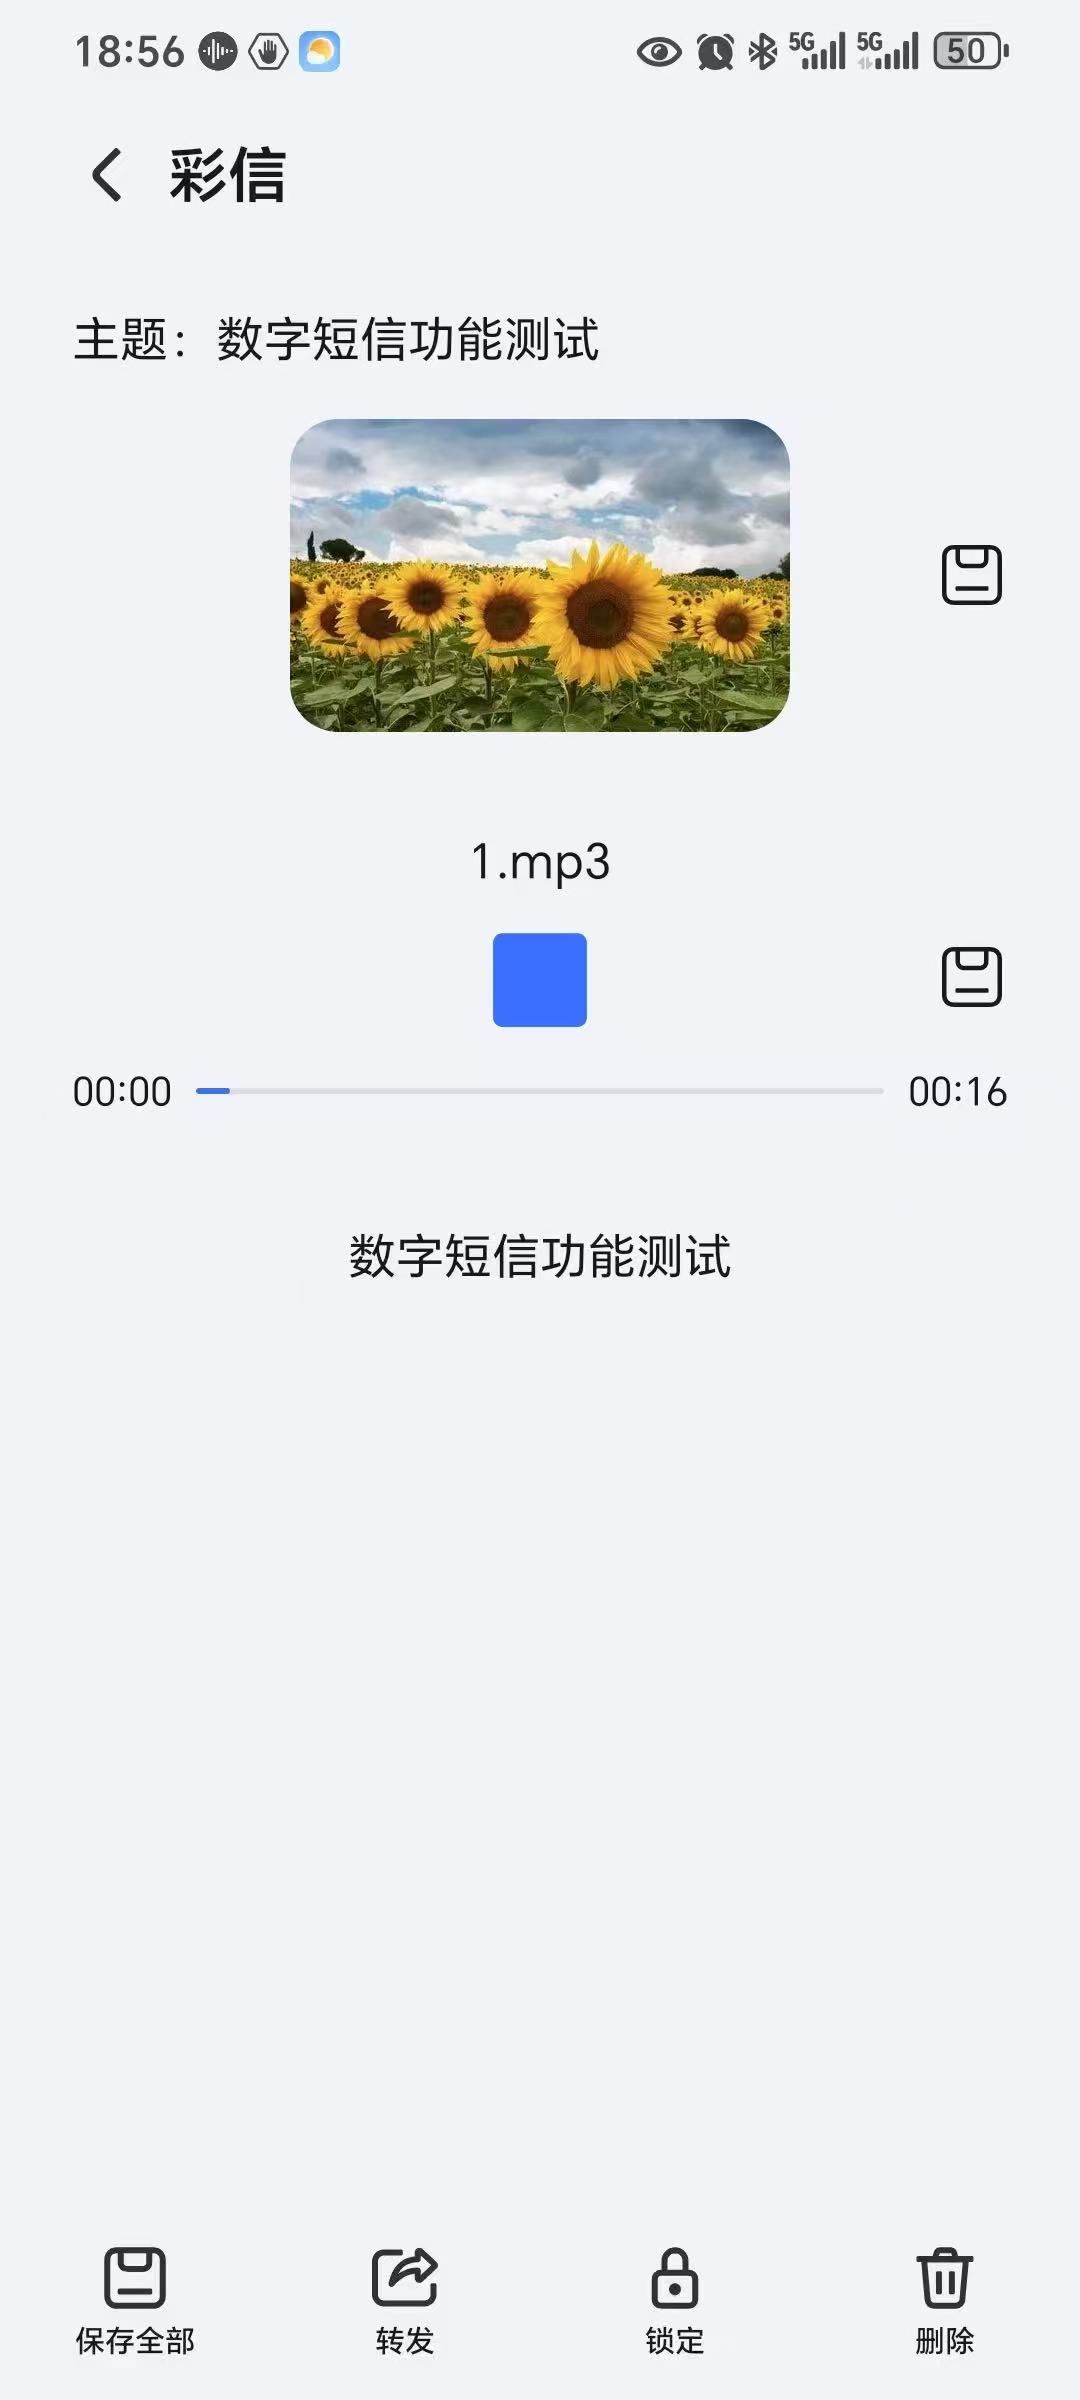 18:56 5G 5G 50
彩信
主题：数字短信功能测试
1.mp3
00:00 00:16
数字短信功能测试
保存全部 转发 锁定 删除